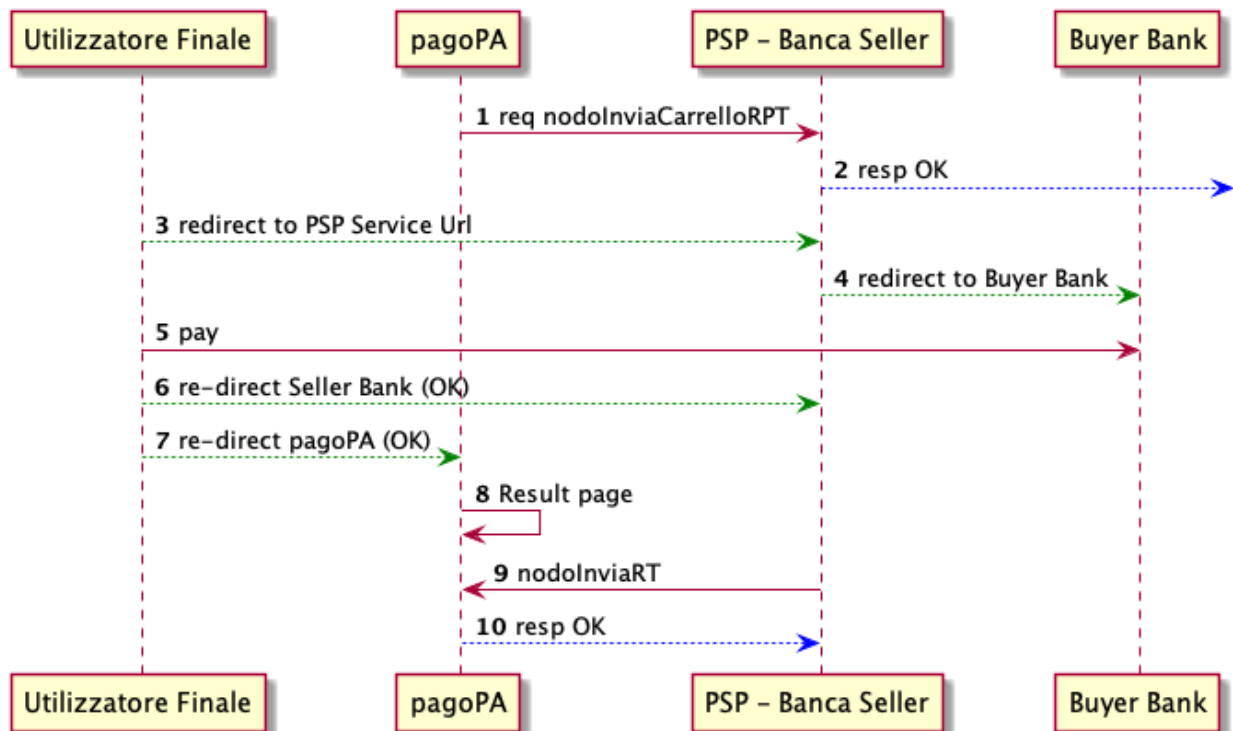 Utilizzatore Finale
pagoPA
PSP – Banca Seller
Buyer Bank
1 req nodoInviaCarrelloRPT
2 resp OK
3 redirect to PSP Service Url
4 redirect to Buyer Bank
5 pay
6 re-direct Seller Bank (OK)
7 re-direct pagoPA (OK)
8 Result page
9 nodoInviaRT
10 resp OK
Utilizzatore Finale
pagoPA
PSP – Banca Seller
Buyer Bank